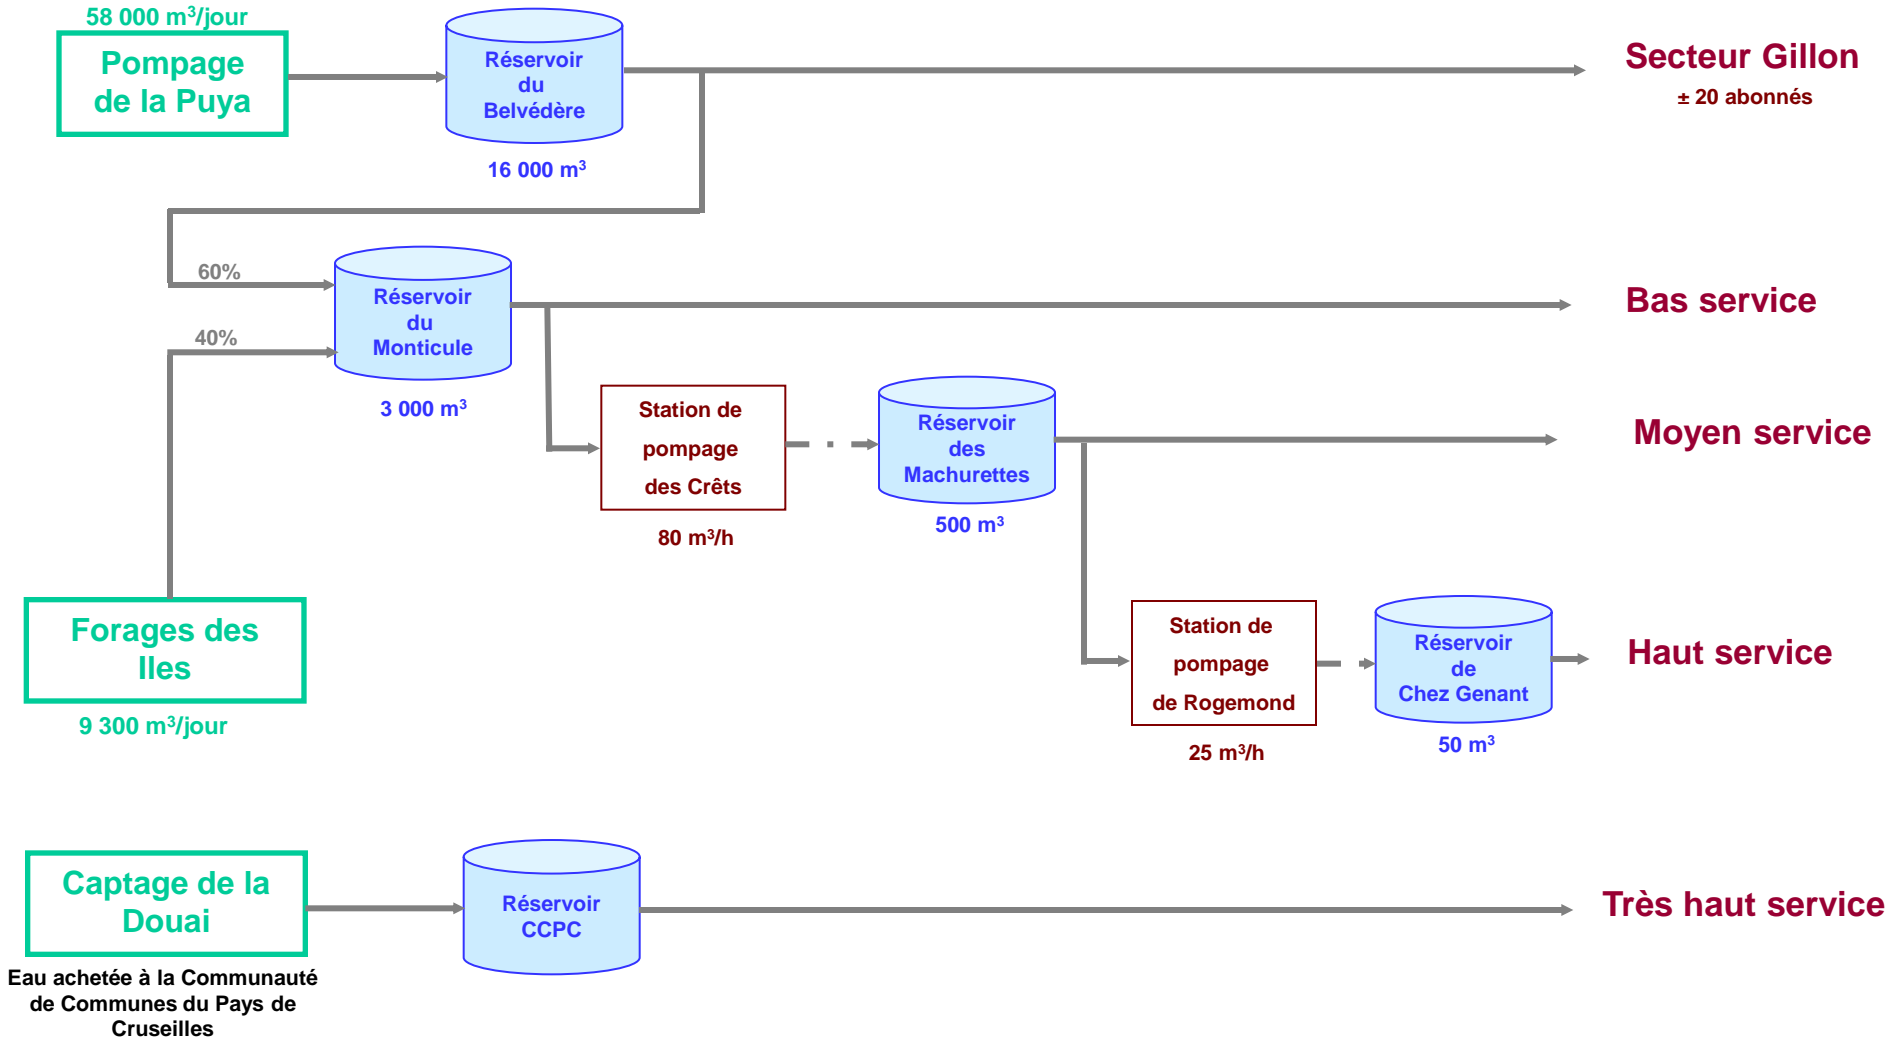 58 000 m³/jour
Pompage
de la Puya
Réservoir
du
Belvédère
16 000 m³
Secteur Gillon
± 20 abonnés
60%
40%
Réservoir
du
Monticule
3 000 m³
Bas service
Station de
pompage
des Crêts
80 m³/h
Réservoir
des
Machurettes
500 m³
Moyen service
Forages des
Iles
9 300 m³/jour
Station de
pompage
de Rogemond
25 m³/h
Réservoir
de
Chez Genant
50 m³
Haut service
Captage de la
Douai
Eau achetée à la Communauté
de Communes du Pays de
Cruseilles
Réservoir
CCPC
Très haut service